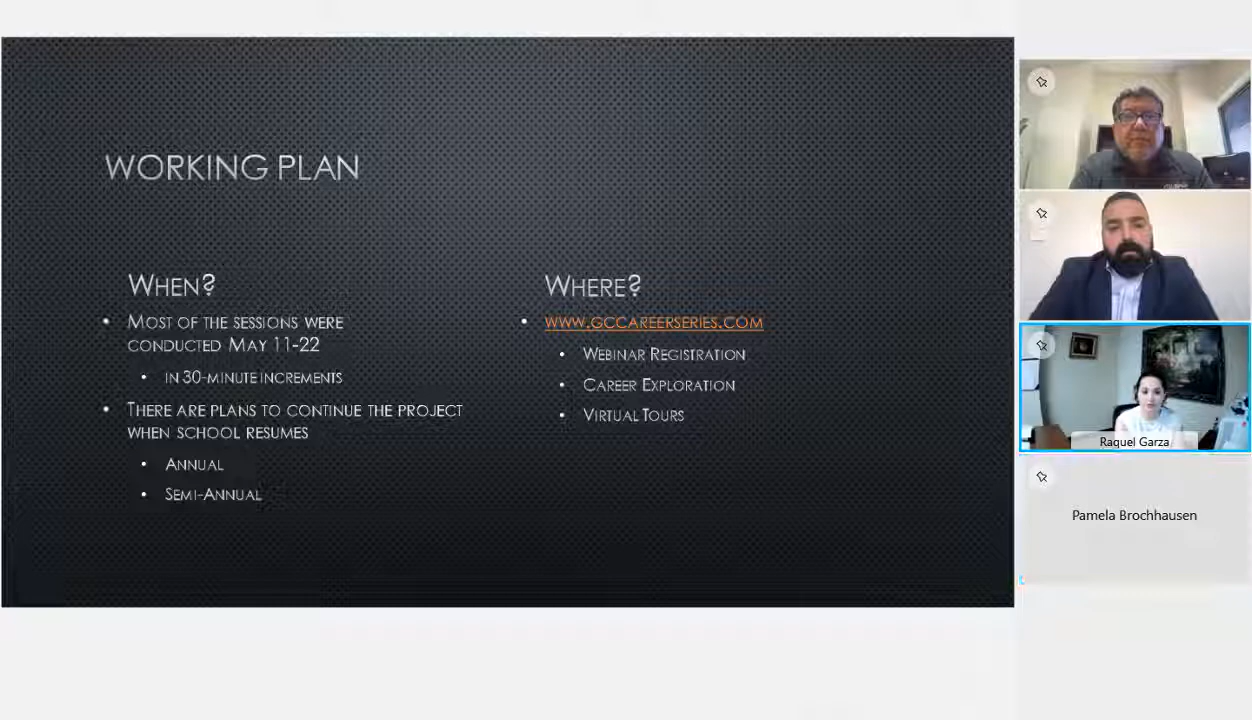 WORKING PLAN
WHEN?
• MOST OF THE SESSIONS WERE
CONDUCTED MAY 11-22
• IN 30-MINUTE INCREMENTS
• THERE ARE PLANS TO CONTINUE THE PROJECT
WHEN SCHOOL RESUMES
• ANNUAL
• SEMI-ANNUAL
WHERE?
• WWW.GCCAREERSERIES.COM
• WEBINAR REGISTRATION
• CAREER EXPLORATION
• VIRTUAL TOURS
Raquel Garza
Pamela Brochhausen